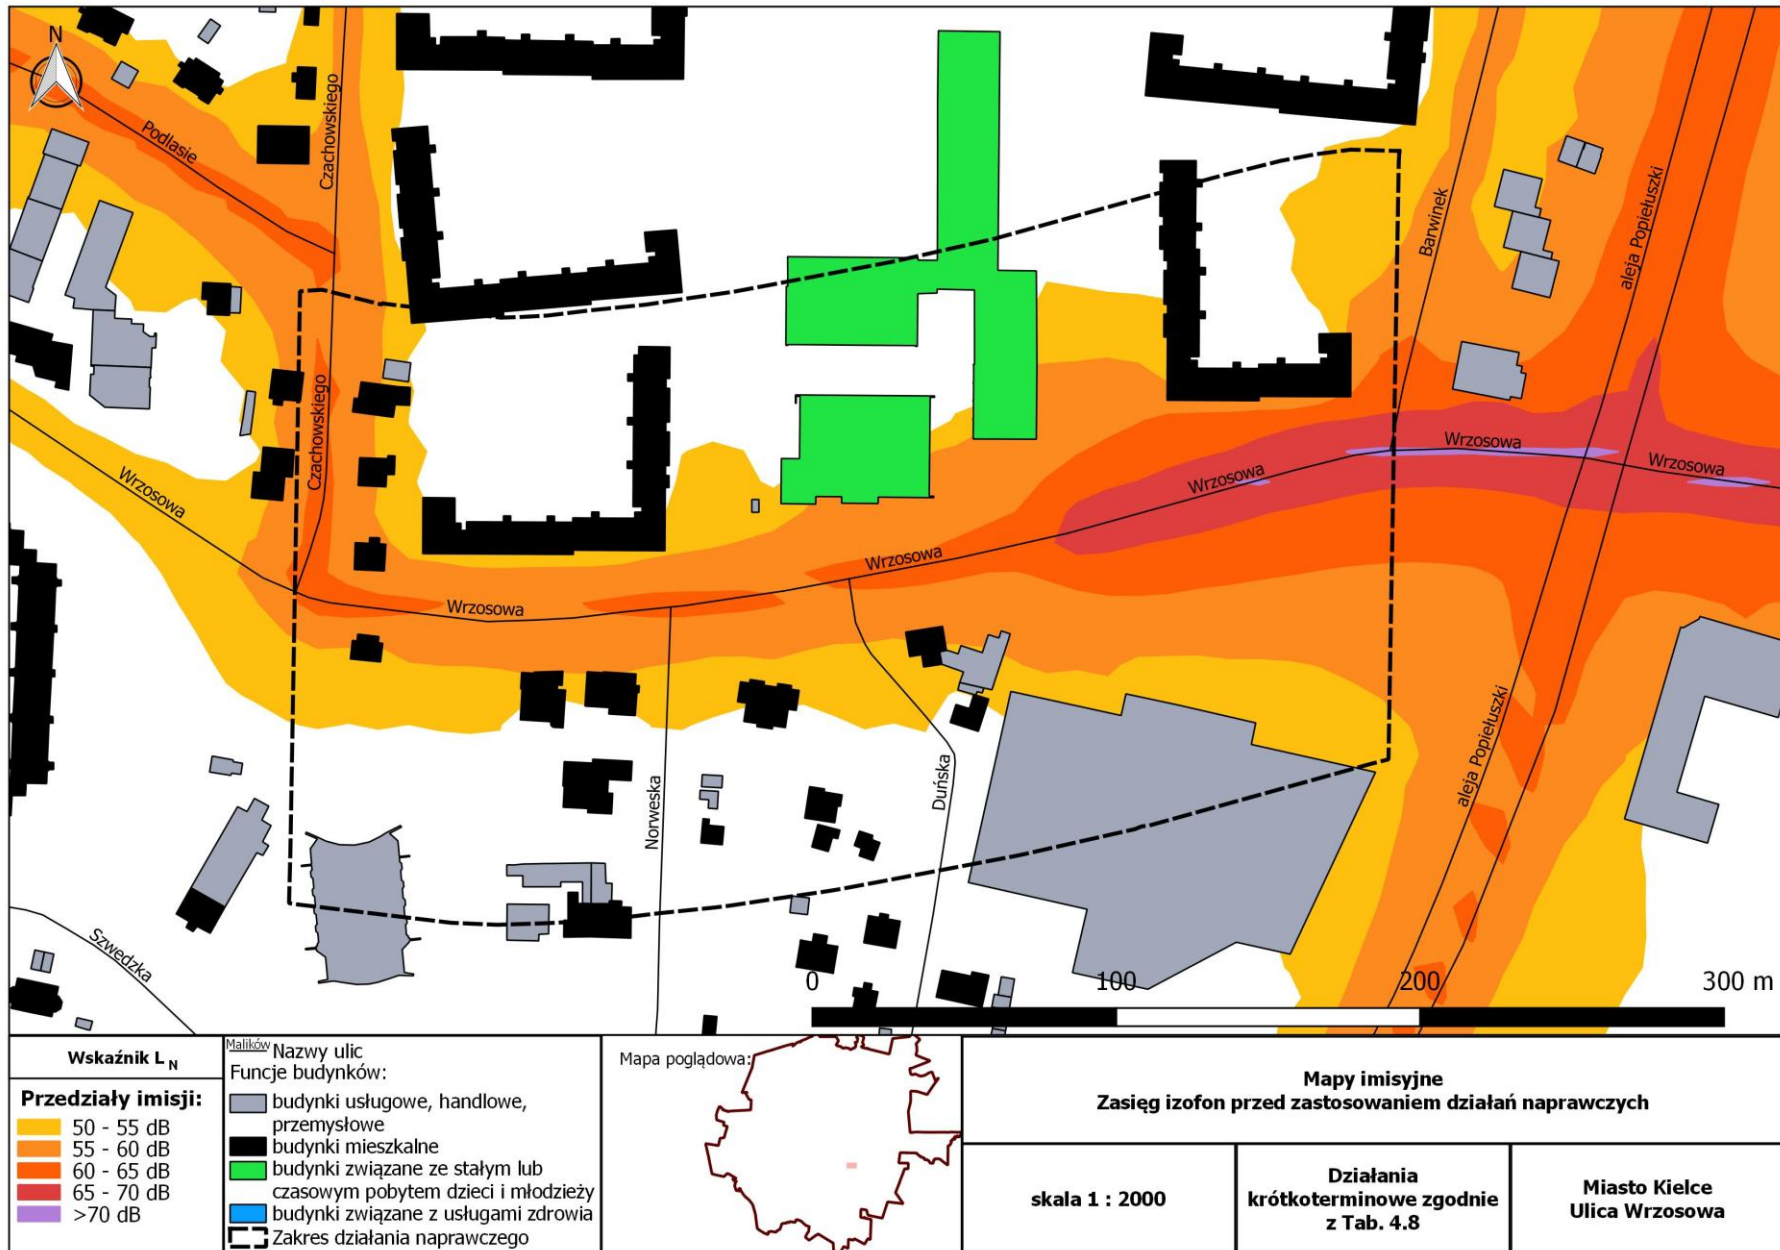 N
Podlasie
Czachowskiego
Barwinek
aleja Popiełuszki
Czachowskiego
Wrzosowa
Wrzosowa
Wrzosowa
Wrzosowa
Wrzosowa
Wrzosowa
Norweska
Duńska
aleja Popiełuszki
Szwedzka
0 100 200 300 m
Wskaźnik L N
Przedziały imisji:
50 - 55 dB
55 - 60 dB
60 - 65 dB
65 - 70 dB
>70 dB
Malików Nazwy ulic
Funcje budynków:
budynki usługowe, handlowe,
przemysłowe
budynki mieszkalne
budynki związane ze stałym lub
czasowym pobytem dzieci i młodzieży
budynki związane z usługami zdrowia
Zakres działania naprawczego
Mapa poglądowa:
Mapy imisyjne
Zasięg izofon przed zastosowaniem działań naprawczych
skala 1 : 2000
Działania
krótkoterminowe zgodnie
z Tab. 4.8
Miasto Kielce
Ulica Wrzosowa